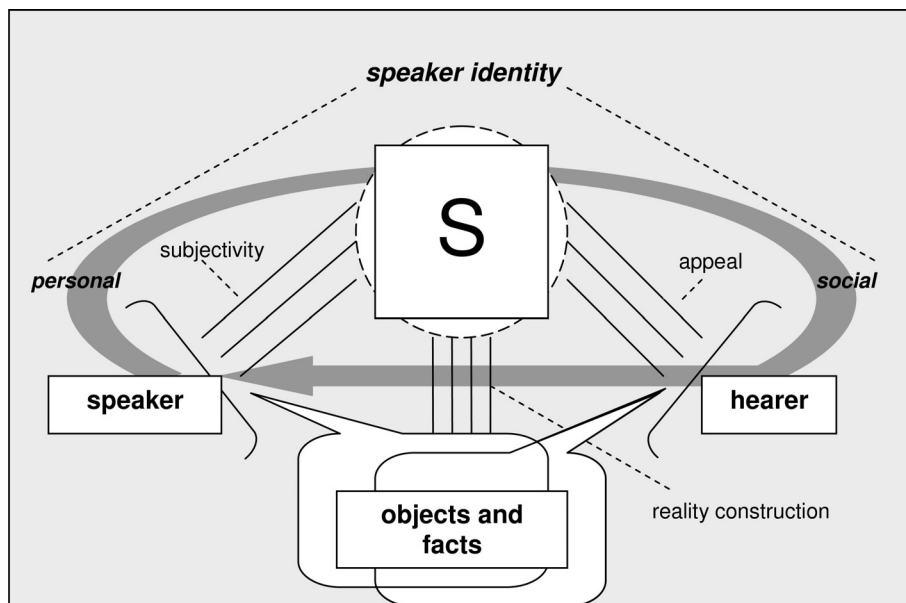 speaker identity
S
subjectivity
appeal
personal
social
speaker
hearer
objects and
facts
reality construction